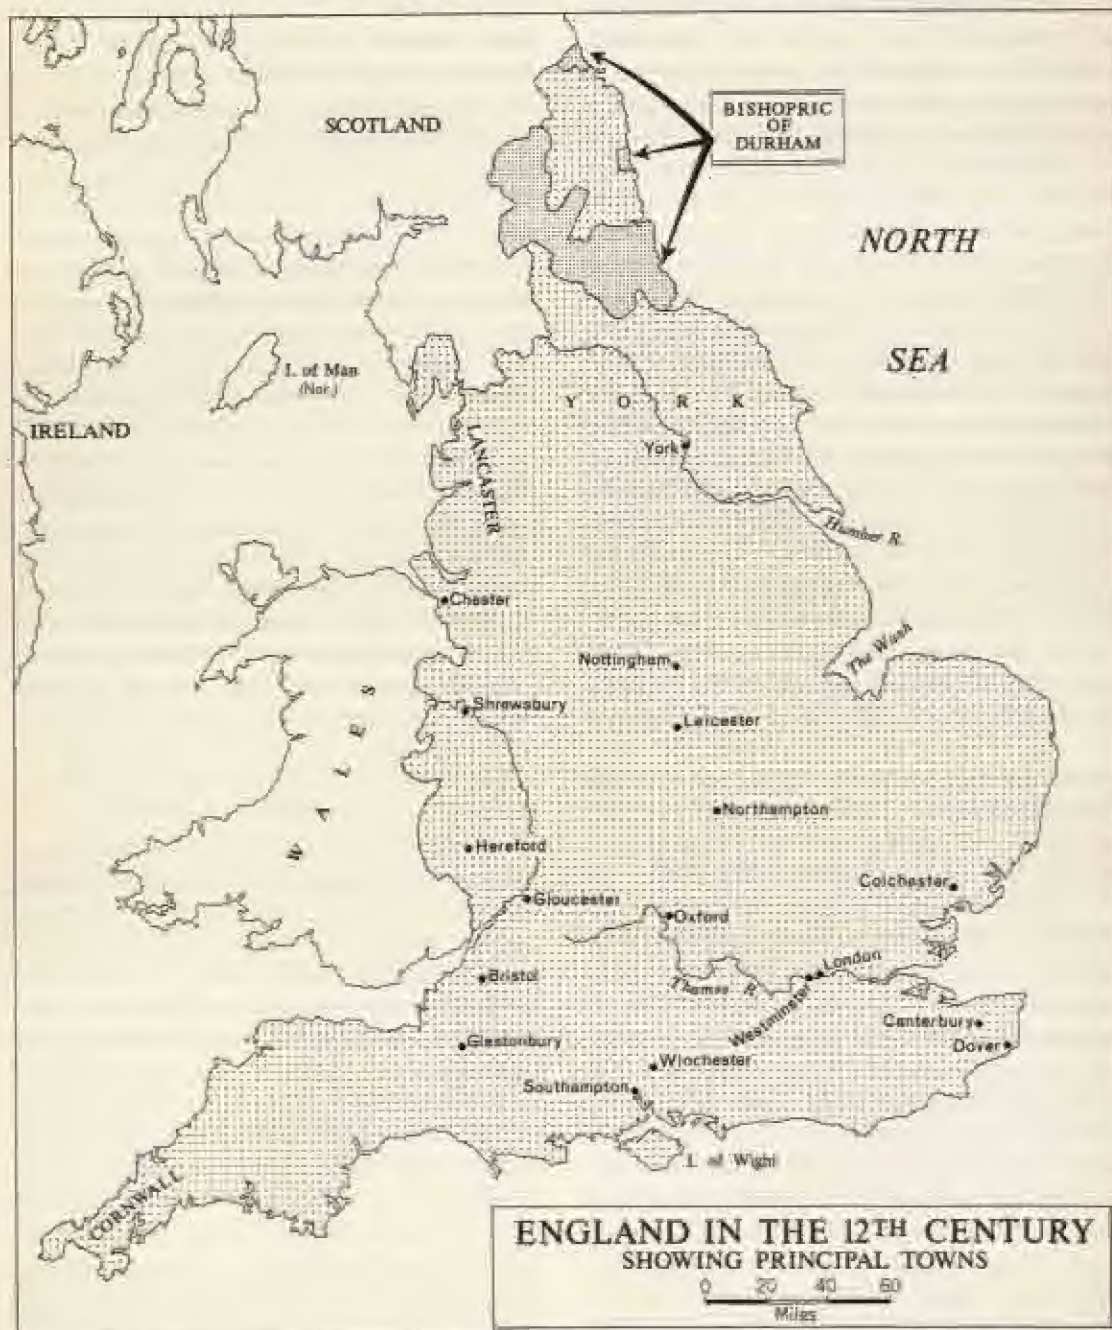 SCOTLAND
BISHOPRIC
OF
DURHAM
NORTH
SEA
I. of Man
(Nor.)
IRELAND
YORK
York
LANCASTER
Humber R.
Chester
The Wash
Nottingham
WALES
Shrewsbury
Leicester
Northampton
Hereford
Colchester
Gloucester
Oxford
London
Bristol
Thames R.
Westminster
Canterbury
Dover
Glastonbury
Winchester
Southampton
I. of Wight
CORNWALL
ENGLAND IN THE 12TH CENTURY
SHOWING PRINCIPAL TOWNS
0 20 40 60
Miles